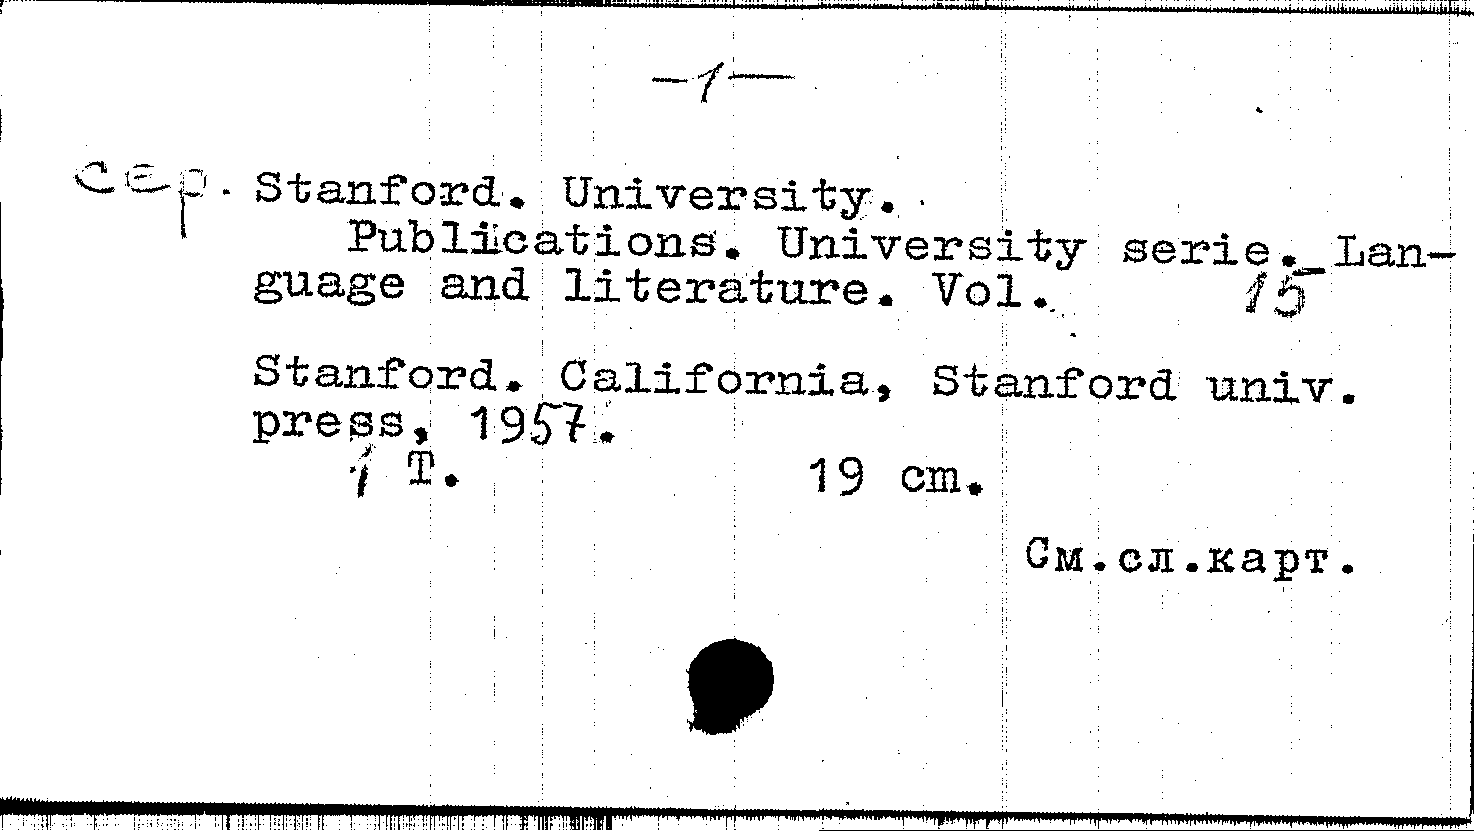 —1—
сер. Stanford. University.
Publications. University serie. Lan-
guage and literature. Vol. 15
Stanford. California, Stanford univ.
press, 1957.
1 Т. 19 cm.
См.сл.карт.